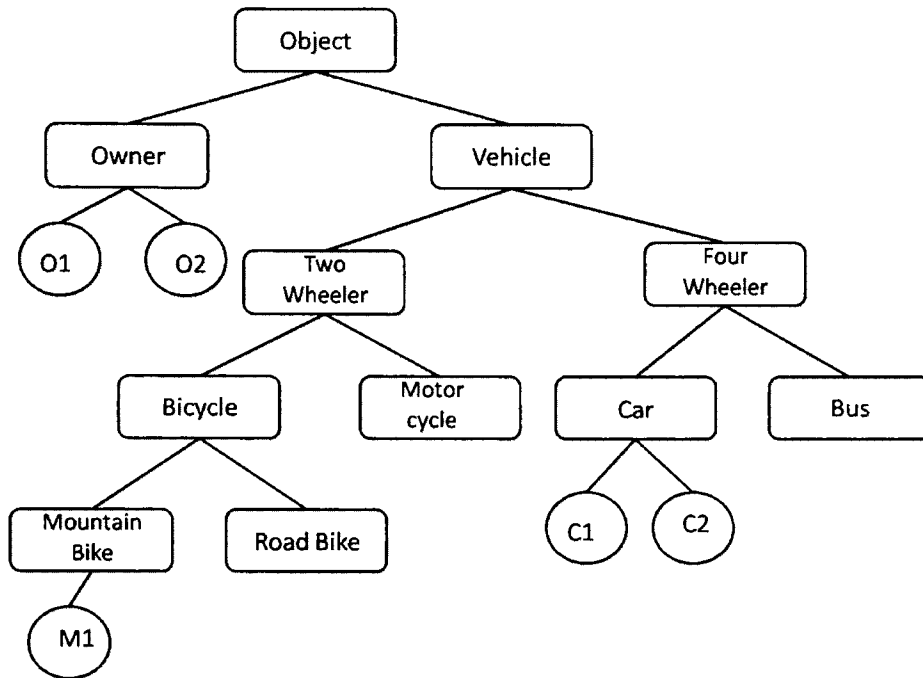 Object
Owner
Vehicle
O1
O2
Two
Wheeler
Four
Wheeler
Bicycle
Motor
cycle
Car
Bus
Mountain
Bike
Road Bike
C1
C2
M1